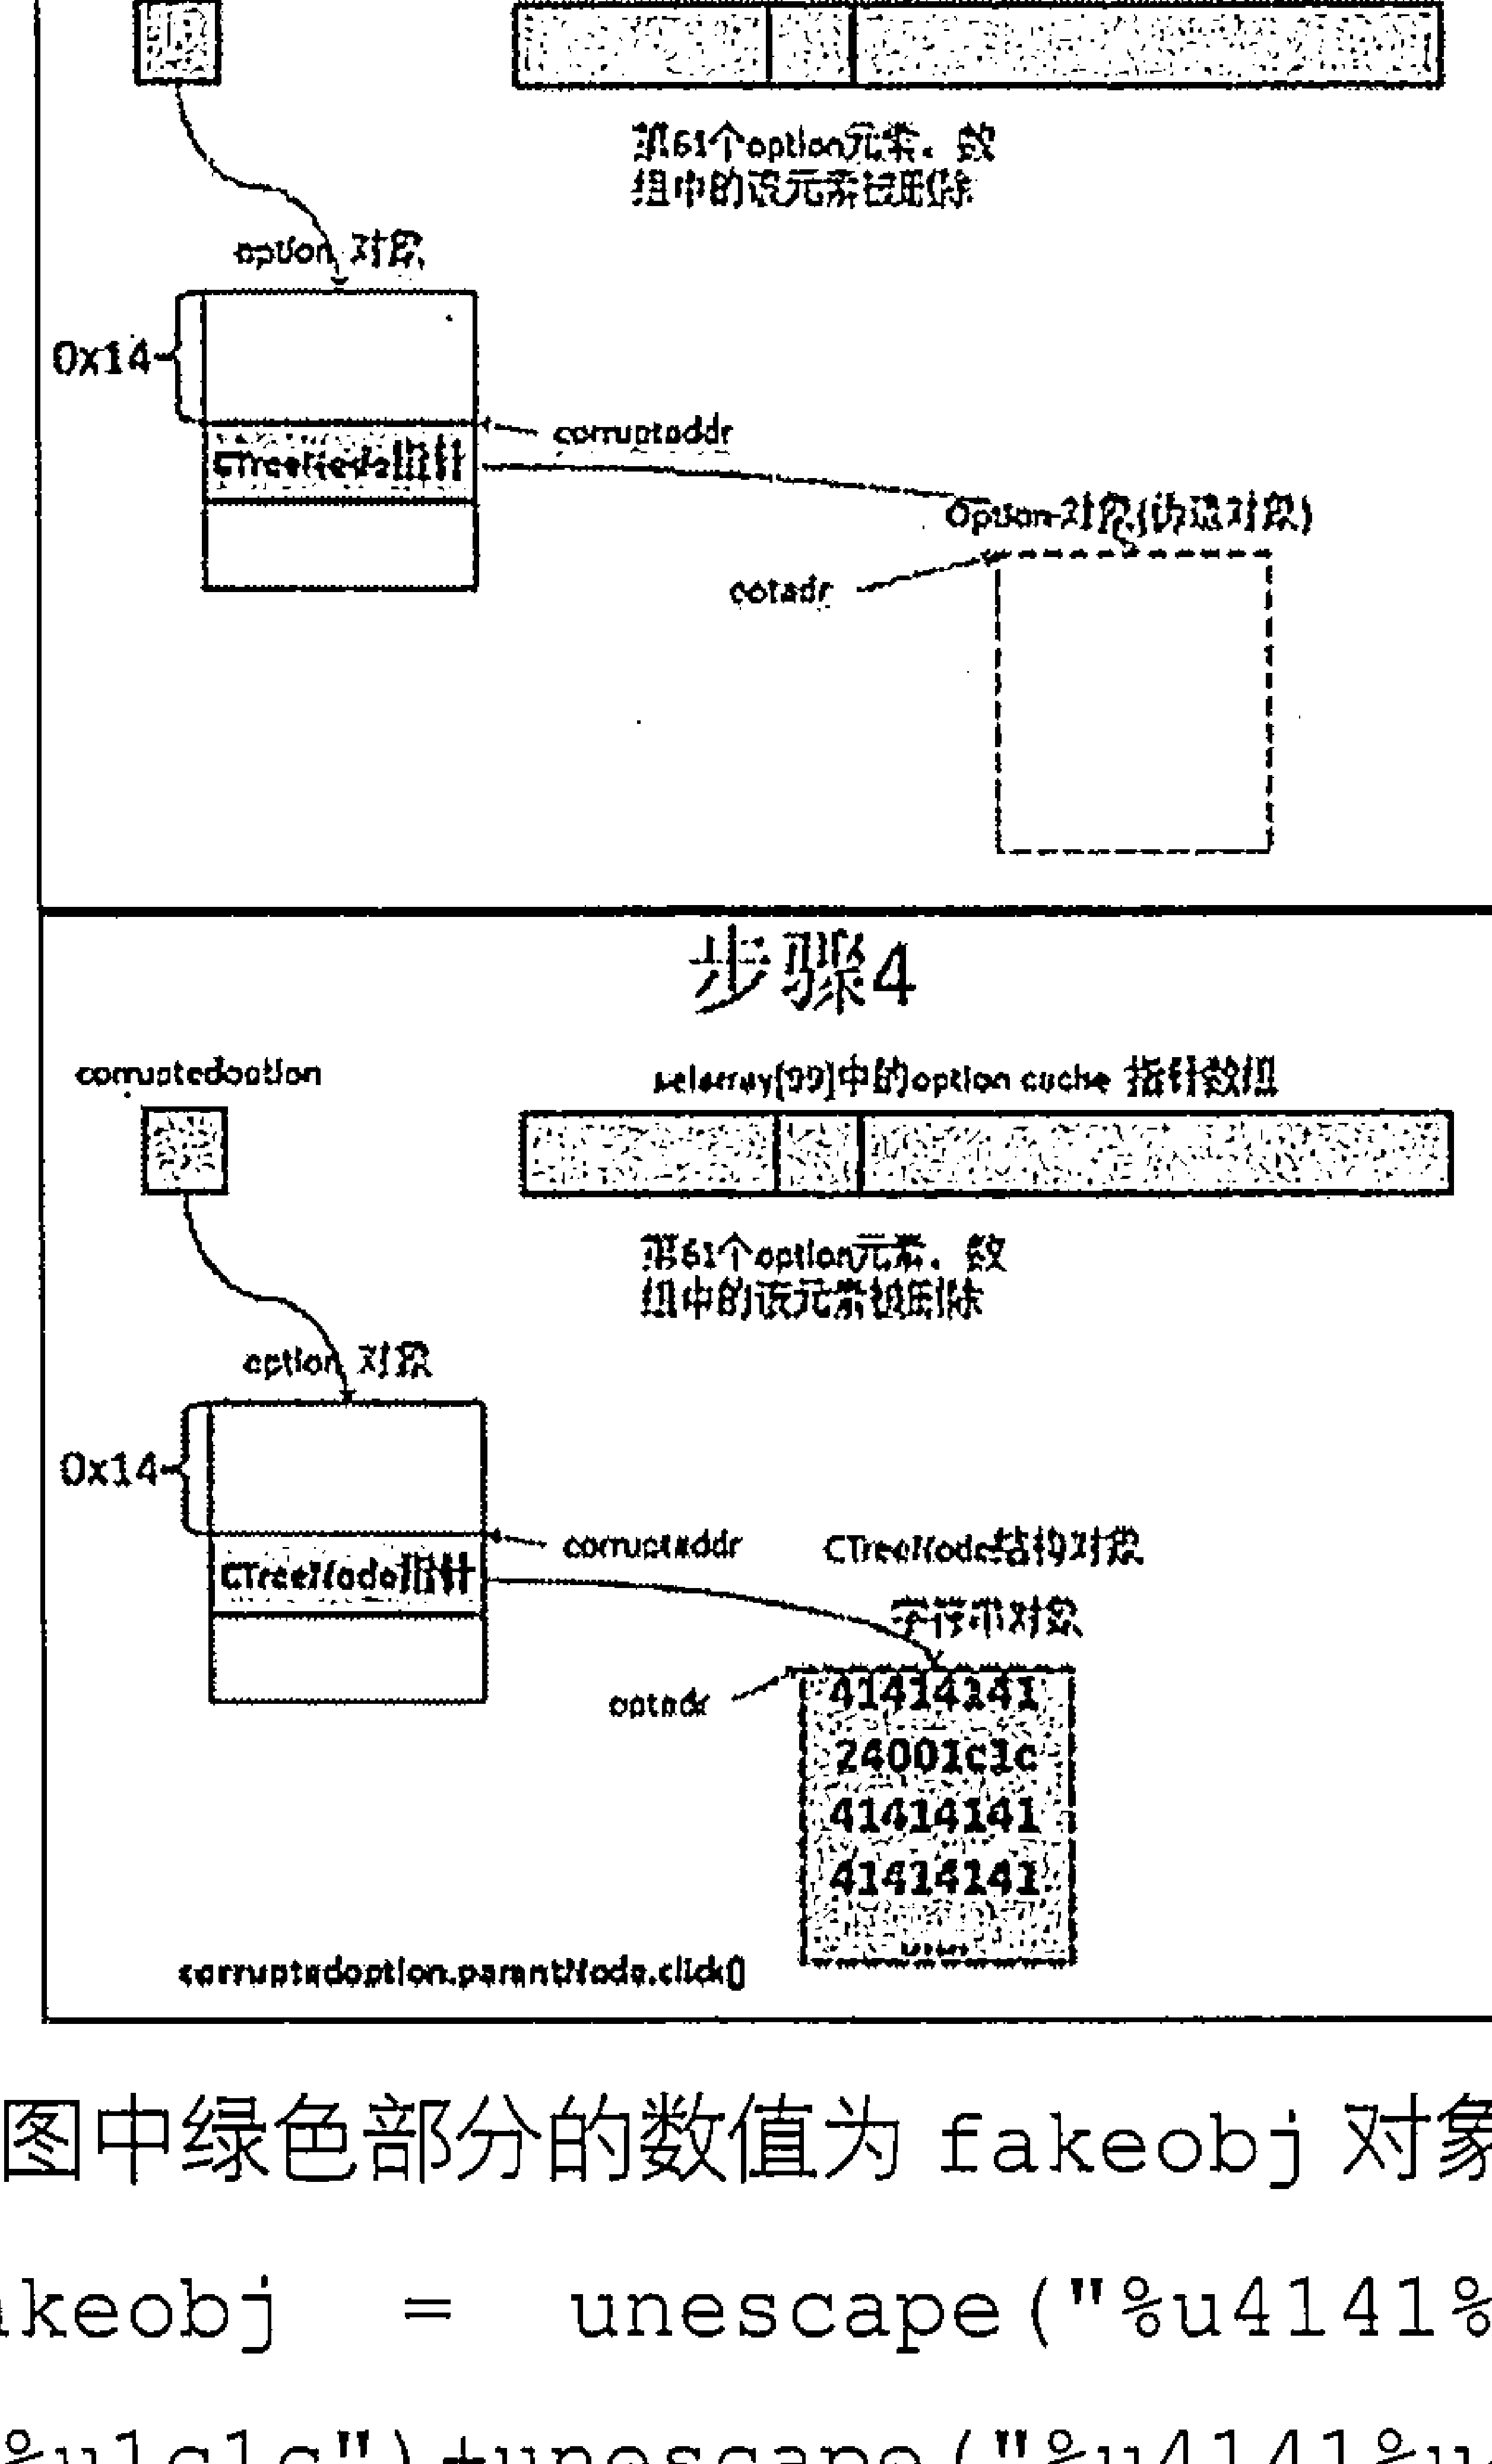 第61个option元素，数
组中的该元素被删除
option 对象
0x14
corruptaddr
CTreeNode指针
Option 对象(伪造对象)
optadr
步骤4
corruptedoption
selarray[99]中的option cache 指针数组
第61个option元素，数
组中的该元素被删除
option 对象
0x14
corruptaddr
CTreeNode结构对象
CTreeNode指针
字符串对象
optadr
41414141
24001c1c
41414141
41414141
......
corruptedoption.parentNode.click()
图中绿色部分的数值为 fakeobj 对象
akeobj = unescape("%u4141%
%u1c1c")+unescape("%u4141%u